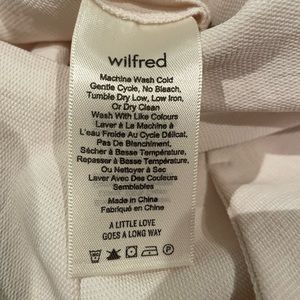 wilfred
Machine Wash Cold
Gentle Cycle, No Bleach,
Tumble Dry Low, Low Iron,
Or Dry Clean
Wash With Like Colours
Laver À La Machine À
L'eau Froide Au Cycle Délicat,
Pas De Blanchiment,
Sécher à Basse Température,
Repasser à Basse Température,
Ou Nettoyer à Sec
Laver Avec Des Couleurs
Semblables
Made in China
Fabriqué en Chine
A LITTLE LOVE
GOES A LONG WAY